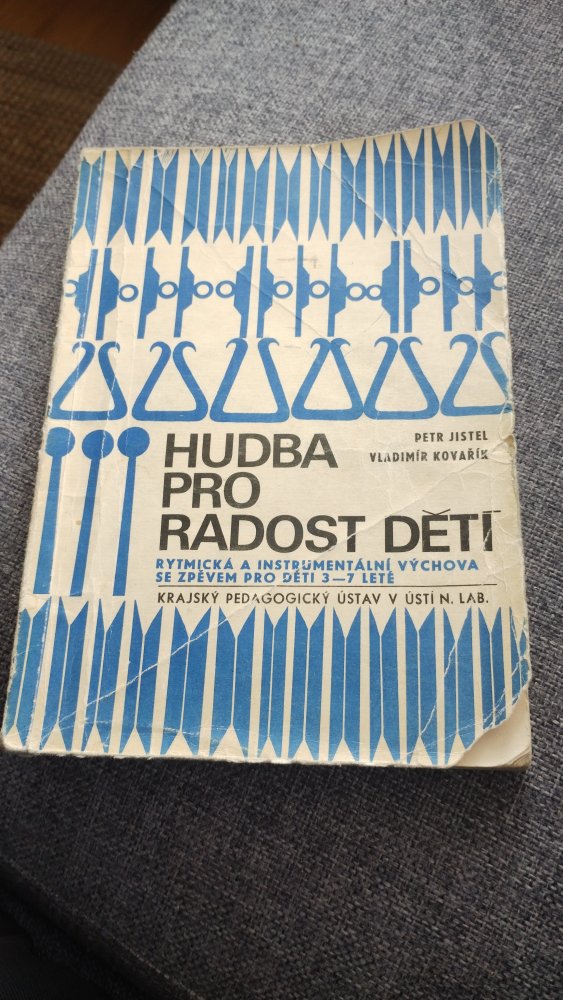 PETR JISTEL
VLADIMÍR KOVAŘÍK
HUDBA
PRO
RADOST DĚTÍ
RYTMICKÁ A INSTRUMENTÁLNÍ VÝCHOVA
SE ZPĚVEM PRO DĚTI 3—7 LETÉ
KRAJSKÝ PEDAGOGICKÝ ÚSTAV V ÚSTÍ N. LAB.